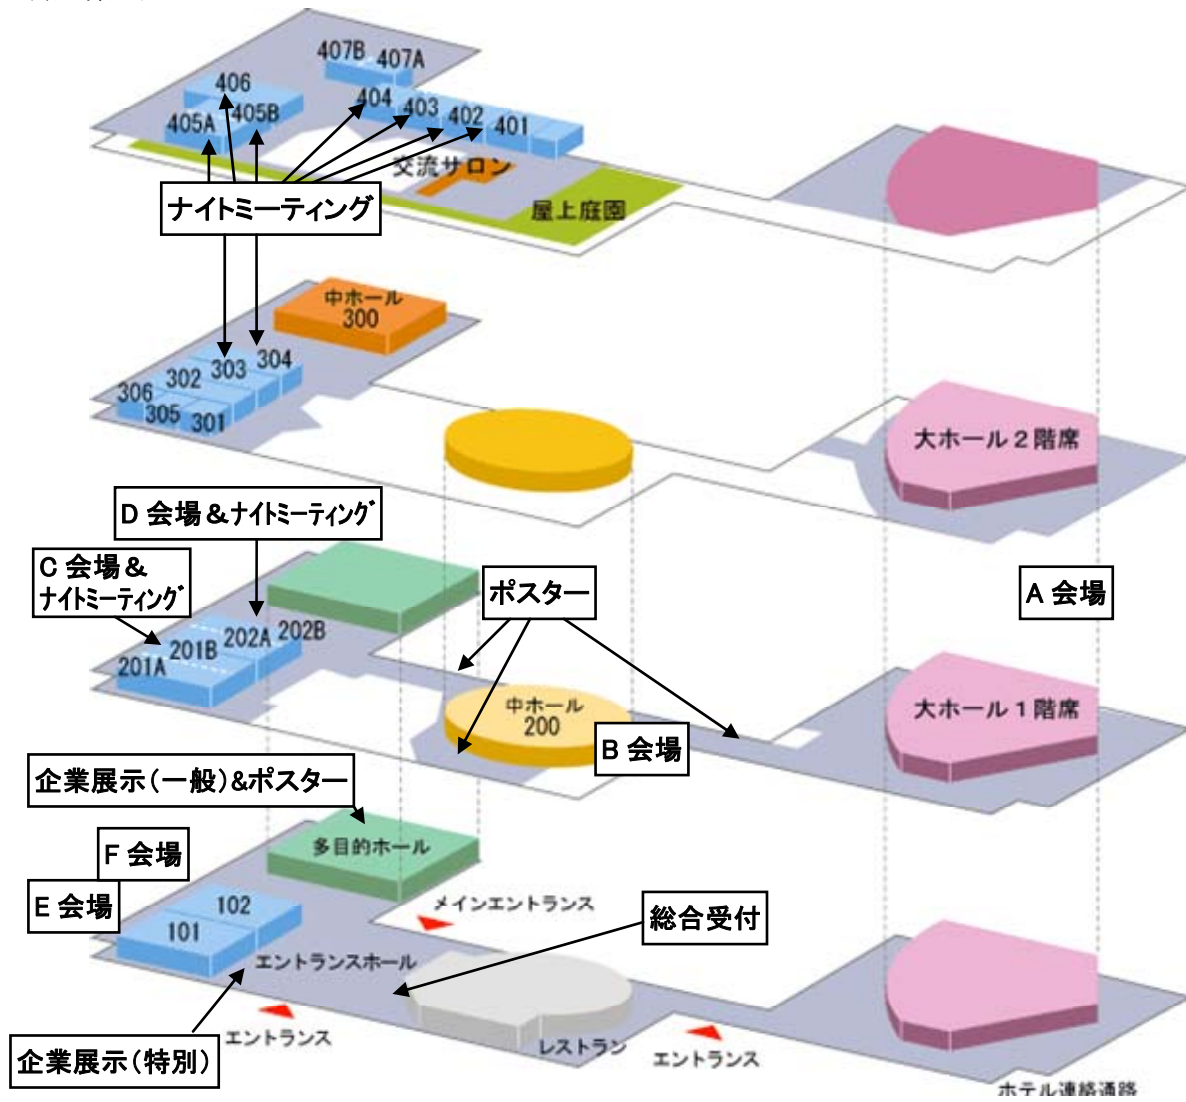 407B
407A
406
404
403
402
401
405A
405B
交流サロン
ナイトミーティング
屋上庭園
中ホール
300
304
303
302
306
305
301
大ホール２階席
D 会場＆ナイトミーティング
C 会場＆
ナイトミーティング
ポスター
A 会場
202B
202A
201B
201A
中ホール
200
大ホール１階席
B 会場
企業展示（一般）&ポスター
F 会場
多目的ホール
E 会場
メインエントランス
総合受付
102
101
エントランスホール
エントランス
レストラン
エントランス
企業展示（特別）
ホテル連絡通路